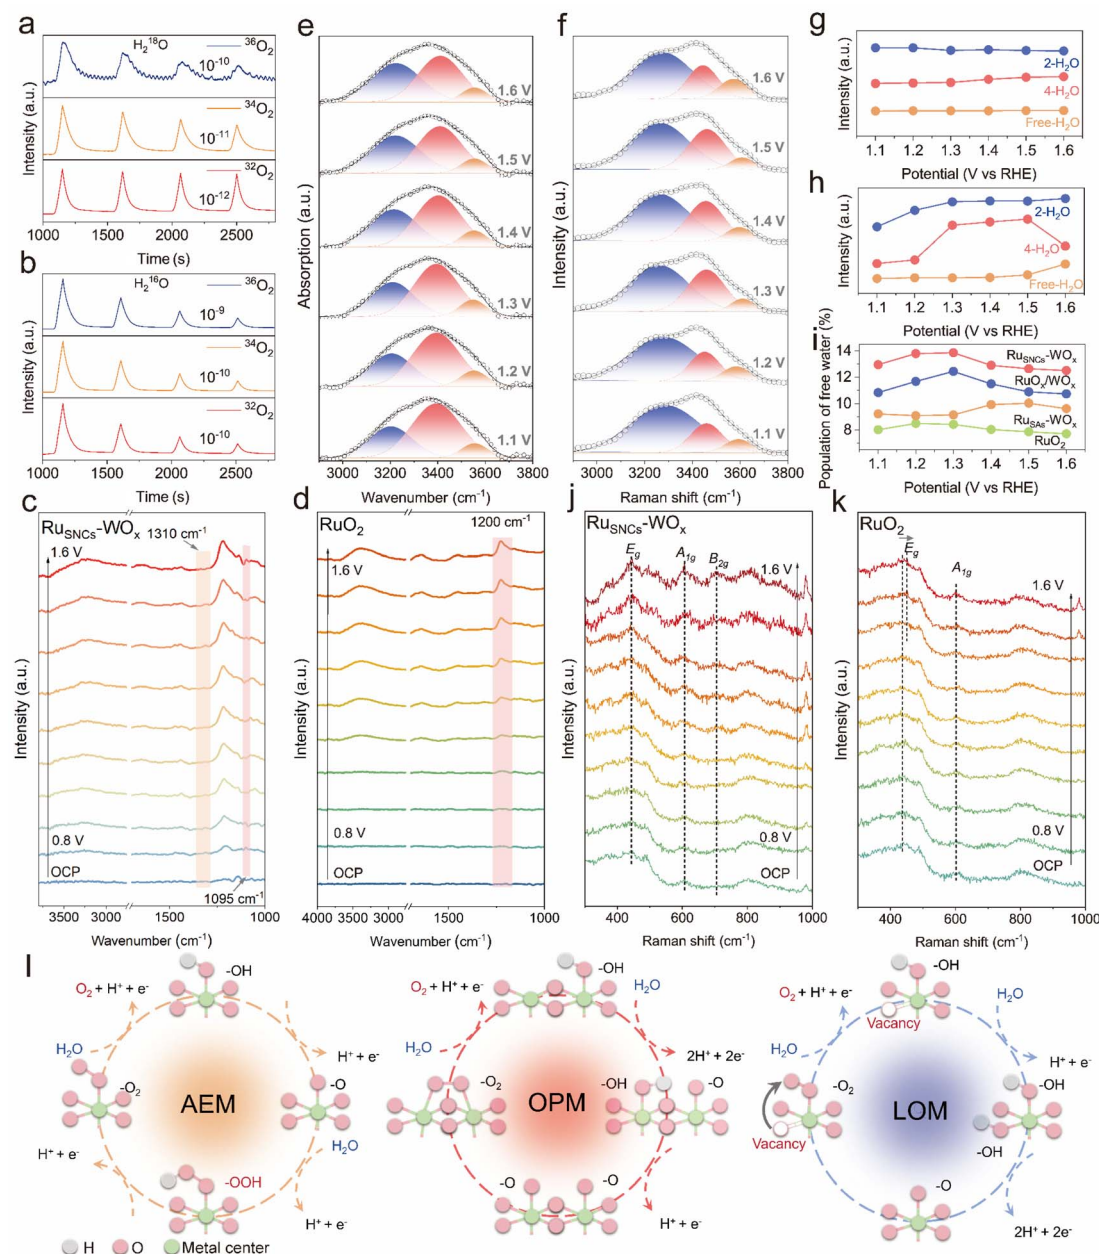 a
H₂¹⁸O
³⁶O₂
10⁻¹⁰
³⁴O₂
10⁻¹¹
³²O₂
10⁻¹²
Intensity (a.u.)
1000 1500 2000 2500
Time (s)
b
H₂¹⁶O
³⁶O₂
10⁻⁹
³⁴O₂
10⁻¹⁰
³²O₂
10⁻¹⁰
Intensity (a.u.)
1000 1500 2000 2500
Time (s)
e
1.6 V
1.5 V
1.4 V
1.3 V
1.2 V
1.1 V
Absorption (a.u.)
3000 3200 3400 3600 3800
Wavenumber (cm⁻¹)
f
1.6 V
1.5 V
1.4 V
1.3 V
1.2 V
1.1 V
Intensity (a.u.)
3000 3200 3400 3600 3800
Raman shift (cm⁻¹)
g
2-H₂O
4-H₂O
Free-H₂O
Intensity (a.u.)
1.1 1.2 1.3 1.4 1.5 1.6
Potential (V vs RHE)
h
2-H₂O
4-H₂O
Free-H₂O
Intensity (a.u.)
1.1 1.2 1.3 1.4 1.5 1.6
Potential (V vs RHE)
i
Population of free water (%)
14
12
10
8
Ru_SNCs-WOₓ
RuOₓ/WOₓ
Ru_SAs-WOₓ
RuO₂
1.1 1.2 1.3 1.4 1.5 1.6
Potential (V vs RHE)
c
Ru_SNCs-WOₓ
1310 cm⁻¹
1.6 V
0.8 V
OCP
1095 cm⁻¹
Intensity (a.u.)
3500 3000 1500 1000
Wavenumber (cm⁻¹)
d
RuO₂
1200 cm⁻¹
1.6 V
0.8 V
OCP
Intensity (a.u.)
4000 3500 3000 1500 1000
Wavenumber (cm⁻¹)
j
Ru_SNCs-WOₓ
E_g A₁g B₂g
1.6 V
0.8 V
OCP
Intensity (a.u.)
400 600 800 1000
Raman shift (cm⁻¹)
k
RuO₂
E_g
A₁g
1.6 V
0.8 V
OCP
Intensity (a.u.)
400 600 800 1000
Raman shift (cm⁻¹)
l
-OH
O₂ + H⁺ + e⁻
H₂O
H₂O
H⁺ + e⁻
-O₂
AEM
-O
H₂O
H⁺ + e⁻
-OOH
H⁺ + e⁻
H O Metal center
-OH
O₂ + H⁺ + e⁻
H₂O
H₂O
2H⁺ + 2e⁻
-O₂
OPM
-OH
-O
-O
-O
H⁺ + e⁻
-OH
O₂ + H⁺ + e⁻
Vacancy
H₂O
H₂O
H⁺ + e⁻
-O₂
LOM
-OH
-OH
Vacancy
-O
2H⁺ + 2e⁻